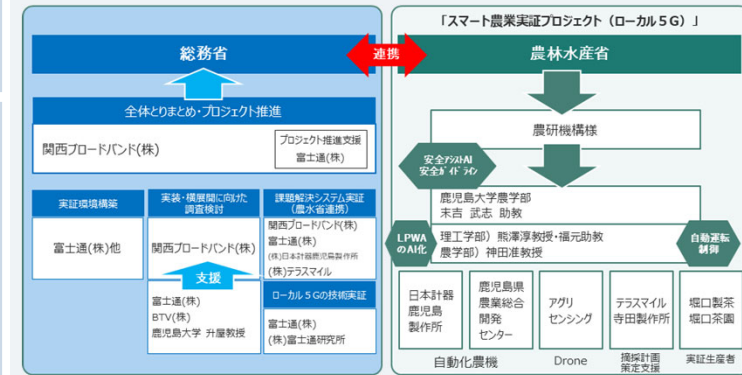 「スマート農業実証プロジェクト（ローカル５G）」
総務省
連携
農林水産省
全体とりまとめ・プロジェクト推進
関西ブロードバンド(株)
プロジェクト推進支援
富士通(株)
実証環境構築
富士通(株)他
実装・横展開に向けた
調査検討
関西ブロードバンド(株)
支援
富士通(株)
BTV(株)
鹿児島大学 升屋教授
課題解決システム実証
(農水省連携)
関西ブロードバンド(株)
富士通(株)
(株)日本計器鹿児島製作所
(株)テラスマイル
ローカル５Gの技術実証
富士通(株)
(株)富士通研究所
農研機構様
安全アシストAI
安全ガイドライン
鹿児島大学農学部
末吉 武志 助教
LPWA
のAI化
理工学部）熊澤淳教授・福元助教
農学部）神田准教授
自動運転
制御
日本計器
鹿児島
製作所
鹿児島県
農業総合
開発
センター
アグリ
センシング
テラスマイル
寺田製作所
堀口製茶
堀口茶園
自動化農機
Drone
摘採計画
策定支援
実証生産者